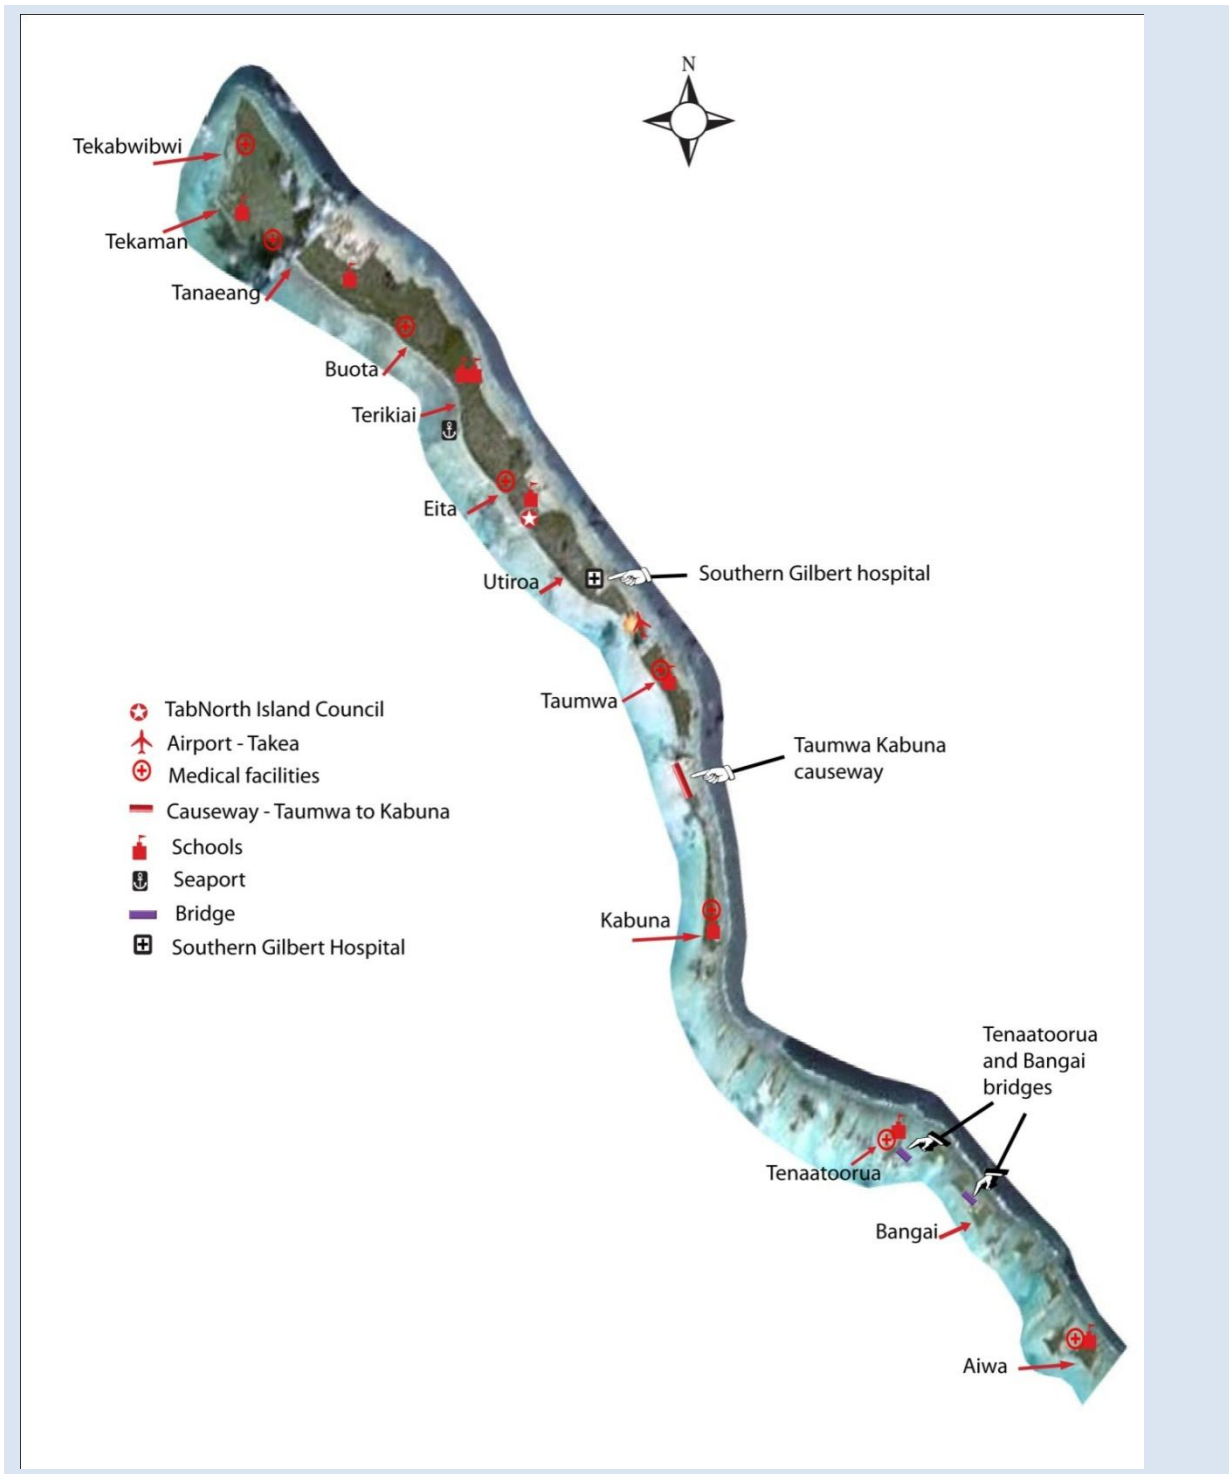 N
Tekabwibwi
Tekaman
Tanaeang
Buota
Terikiai
Eita
Utiroa
Southern Gilbert hospital
Taumwa
TabNorth Island Council
Airport - Takea
Medical facilities
Causeway - Taumwa to Kabuna
Schools
Seaport
Bridge
Southern Gilbert Hospital
Taumwa Kabuna
causeway
Kabuna
Tenaatoorua
and Bangai
bridges
Tenaatoorua
Bangai
Aiwa